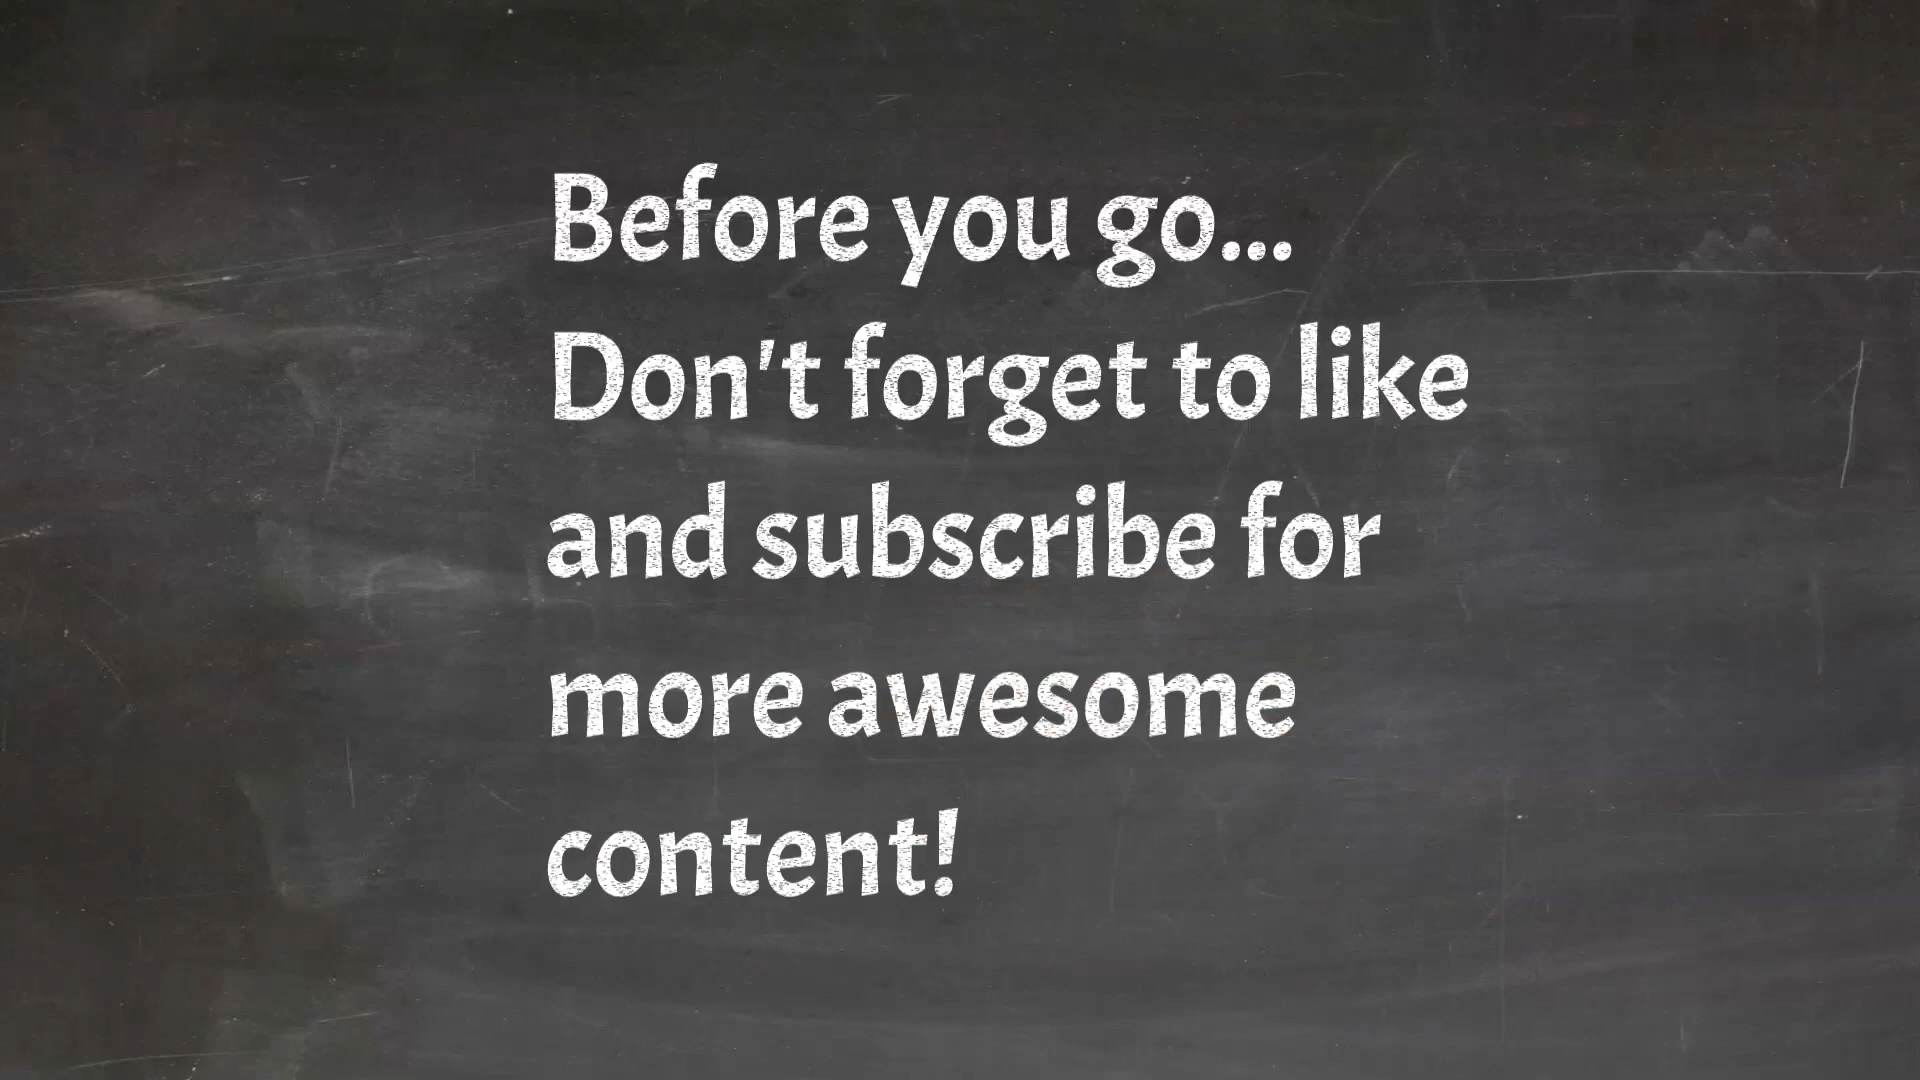 Before you go...
Don't forget to like
and subscribe for
more awesome
content!